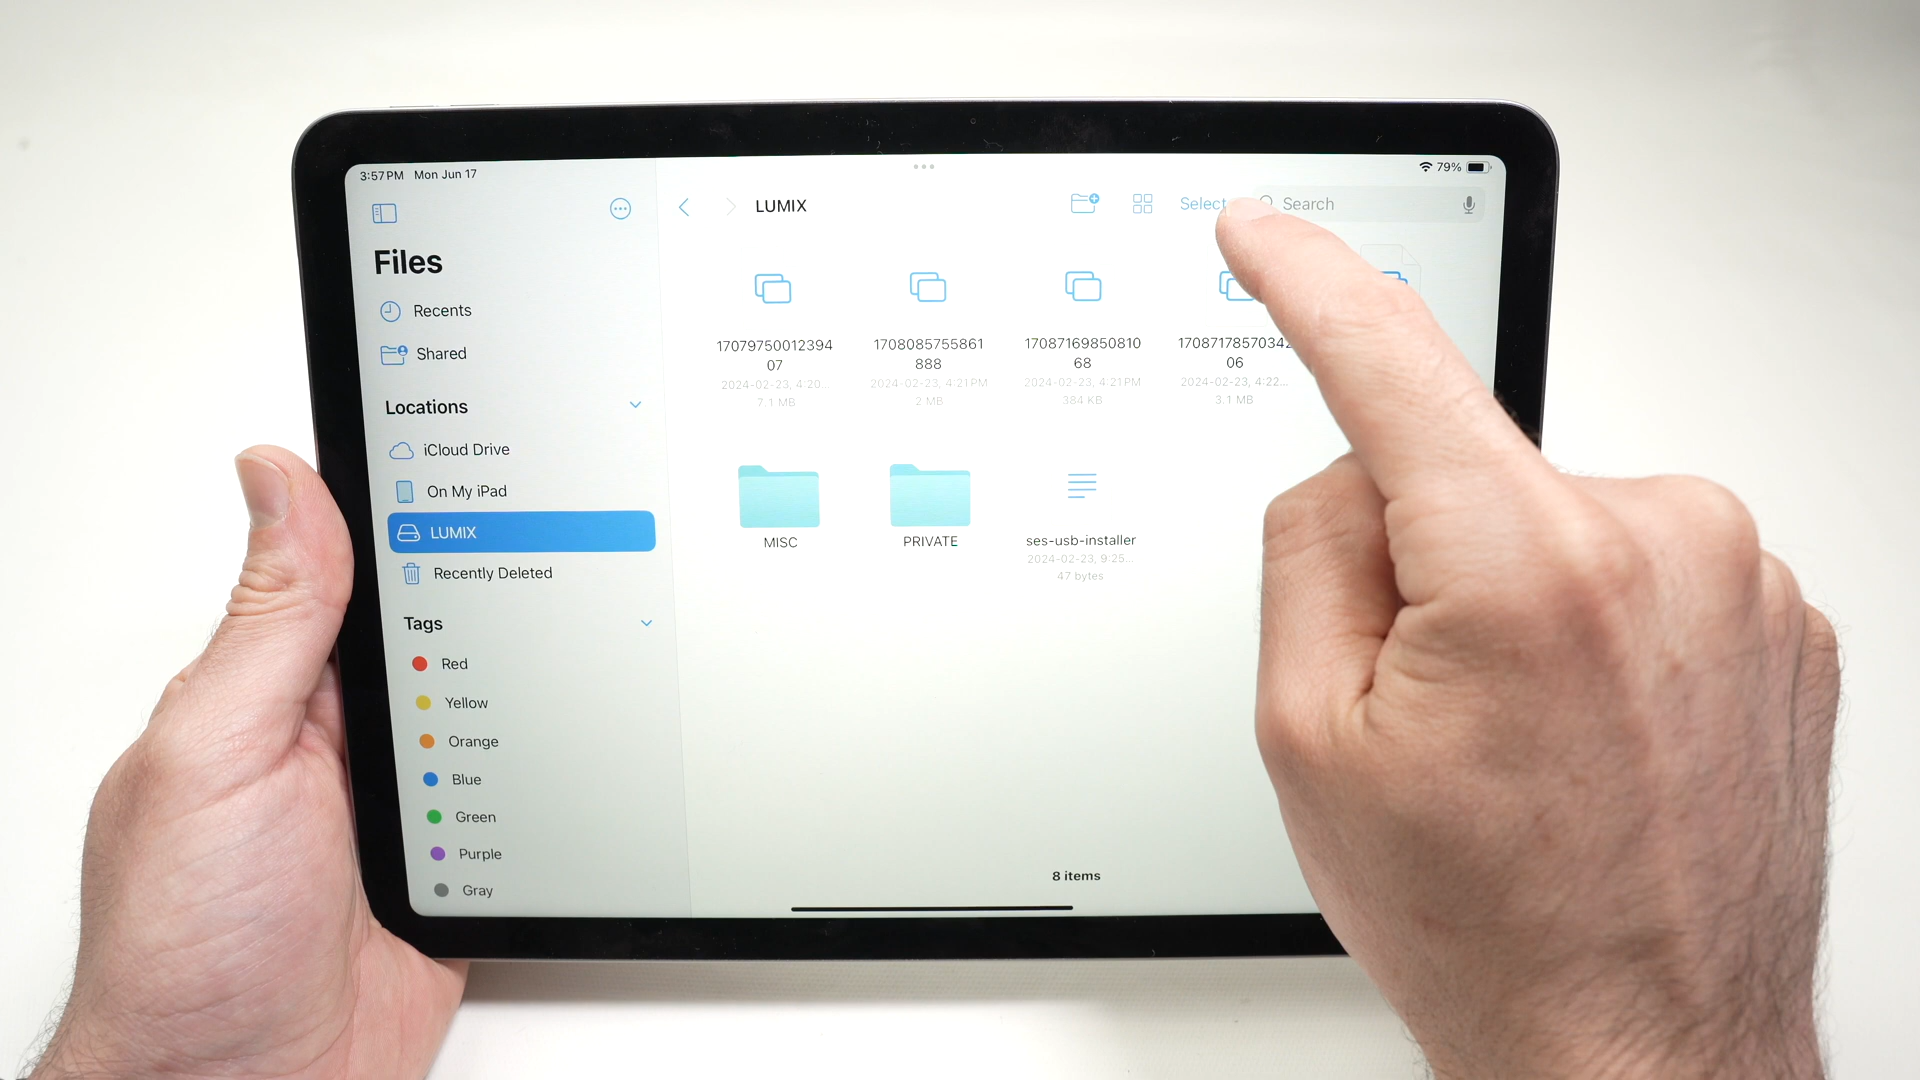 3:57 PM Mon Jun 17
79%
Files
Recents
Shared
Locations
iCloud Drive
On My iPad
LUMIX
Recently Deleted
Tags
Red
Yellow
Orange
Blue
Green
Purple
Gray
LUMIX
Select
Search
17079750012394
07
2024-02-23, 4:20...
7.1 MB
1708085755861
888
2024-02-23, 4:21 PM
2 MB
17087169850810
68
2024-02-23, 4:21 PM
384 KB
17087178570342
06
2024-02-23, 4:22...
3.1 MB
MISC
PRIVATE
ses-usb-installer
2024-02-23, 9:25...
47 bytes
8 items